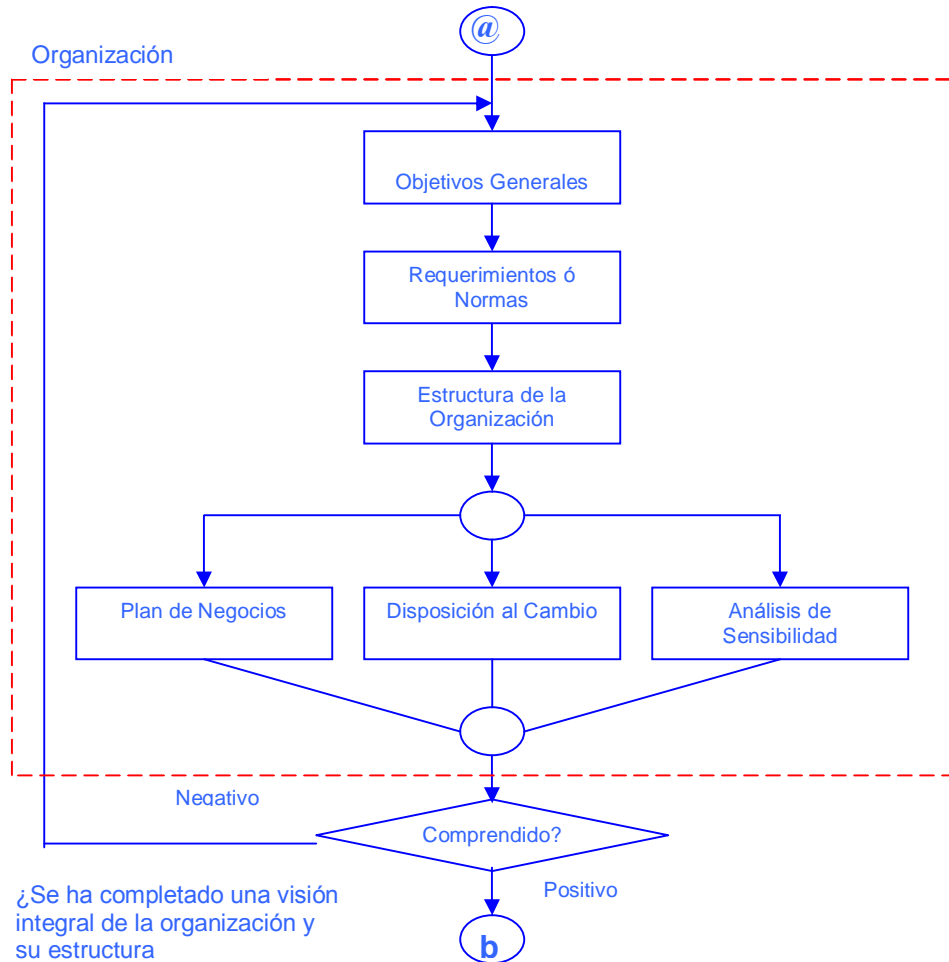 @
Organización
Objetivos Generales
Requerimientos ó
Normas
Estructura de la
Organización
Plan de Negocios
Disposición al Cambio
Análisis de
Sensibilidad
Negativo
Comprendido?
Positivo
¿Se ha completado una visión
integral de la organización y
su estructura
b